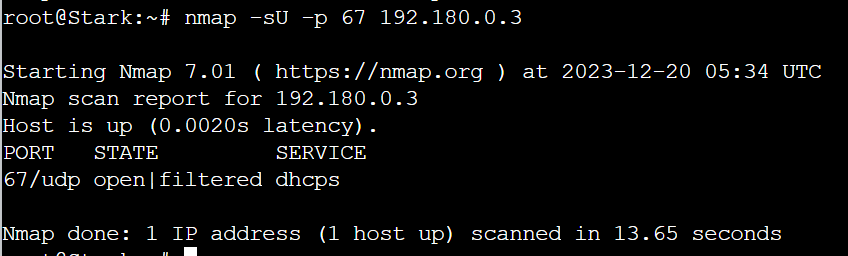 root@Stark:~# nmap -sU -p 67 192.180.0.3
Starting Nmap 7.01 ( https://nmap.org ) at 2023-12-20 05:34 UTC
Nmap scan report for 192.180.0.3
Host is up (0.0020s latency).
PORT   STATE         SERVICE
67/udp open|filtered dhcps
Nmap done: 1 IP address (1 host up) scanned in 13.65 seconds
root@Stark:~#